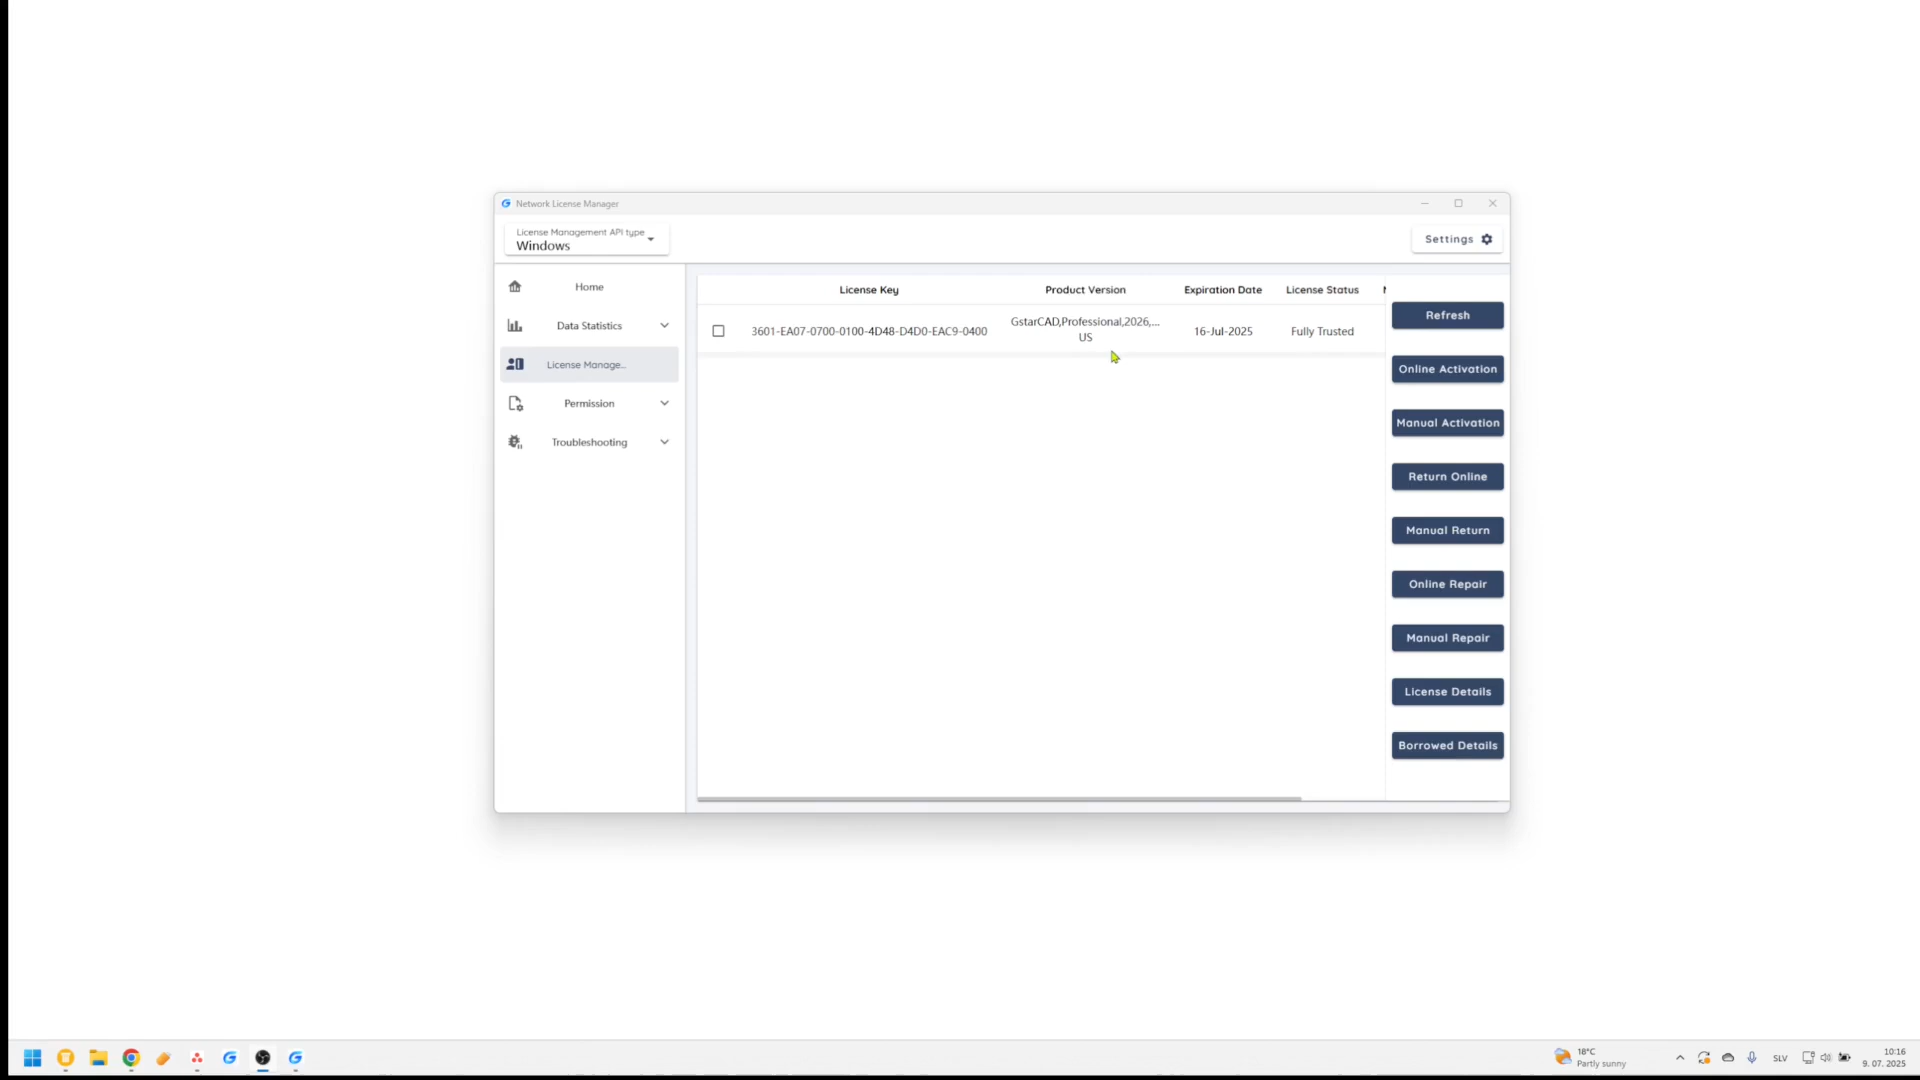 Network License Manager
License Management API type
Windows
Settings
Home
Data Statistics
License Manage...
Permission
Troubleshooting
License Key
Product Version
Expiration Date
License Status
3601-EA07-0700-0100-4D48-D4D0-EAC9-0400
GstarCAD,Professional,2026,...
US
16-Jul-2025
Fully Trusted
Refresh
Online Activation
Manual Activation
Return Online
Manual Return
Online Repair
Manual Repair
License Details
Borrowed Details
18°C
Partly sunny
SLV
10:16
9. 07. 2025